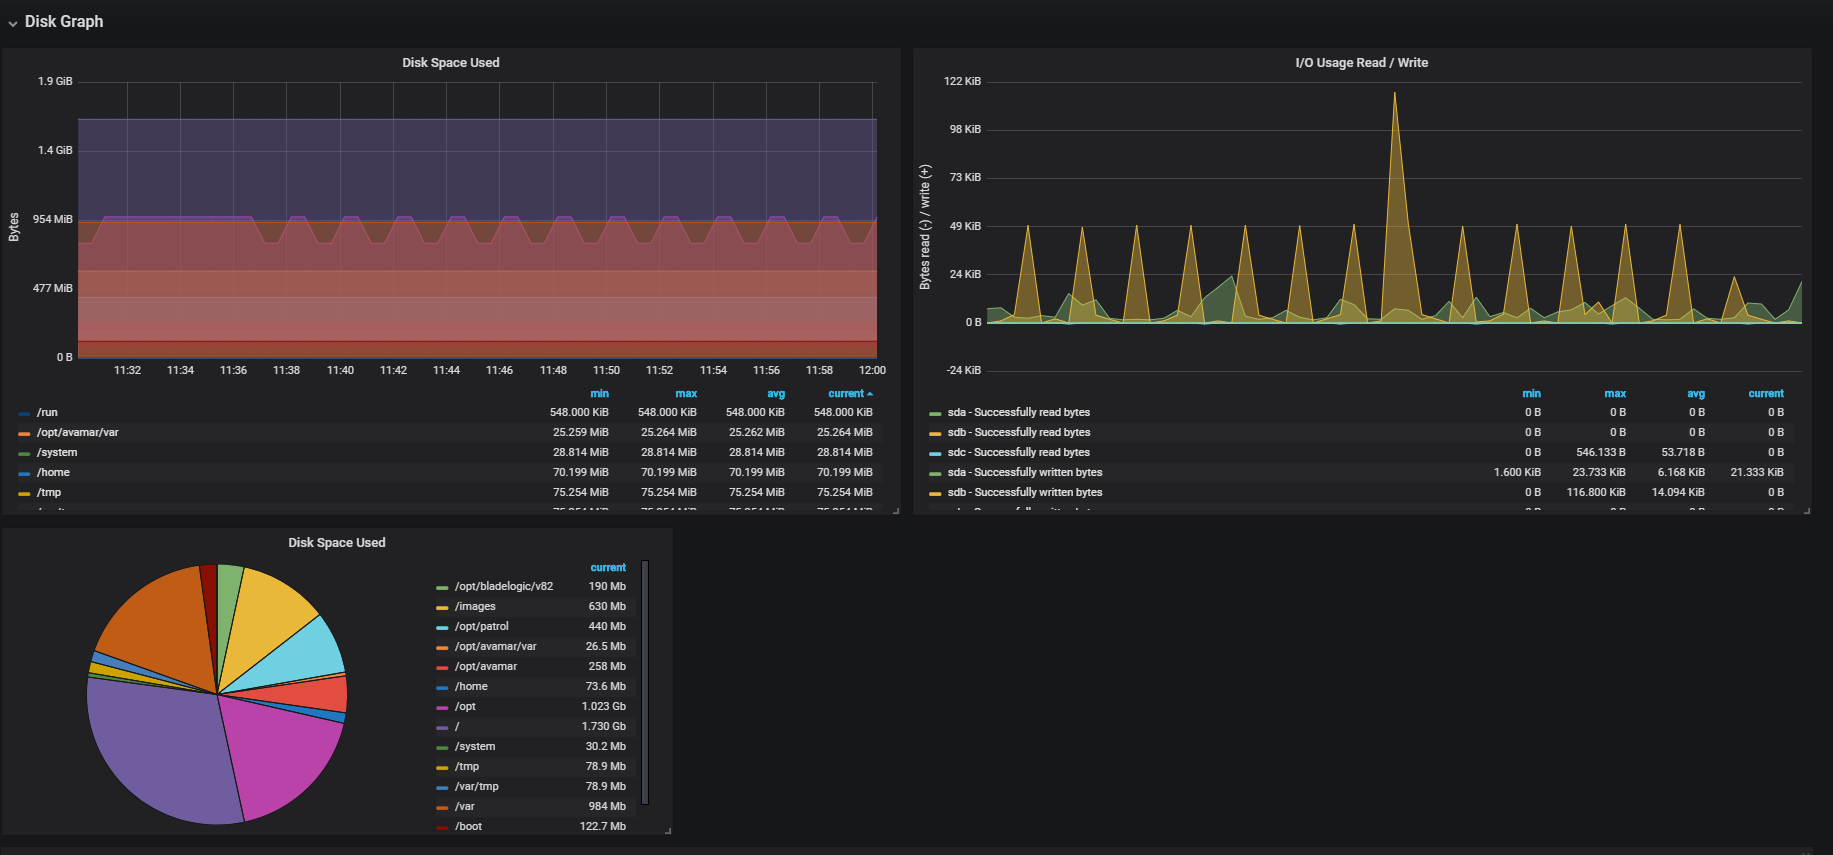 Disk Graph
Disk Space Used
1.9 GiB
1.4 GiB
954 MiB
477 MiB
0 B
Bytes
11:32 11:34 11:36 11:38 11:40 11:42 11:44 11:46 11:48 11:50 11:52 11:54 11:56 11:58 12:00
min max avg current
/run 548.000 KiB 548.000 KiB 548.000 KiB 548.000 KiB
/opt/avamar/var 25.259 MiB 25.264 MiB 25.262 MiB 25.264 MiB
/system 28.814 MiB 28.814 MiB 28.814 MiB 28.814 MiB
/home 70.199 MiB 70.199 MiB 70.199 MiB 70.199 MiB
/tmp 75.254 MiB 75.254 MiB 75.254 MiB 75.254 MiB
I/O Usage Read / Write
122 KiB
98 KiB
73 KiB
49 KiB
24 KiB
0 B
-24 KiB
Bytes read (-) / write (+)
min max avg current
sda - Successfully read bytes 0 B 0 B 0 B 0 B
sdb - Successfully read bytes 0 B 0 B 0 B 0 B
sdc - Successfully read bytes 0 B 546.133 B 53.718 B 0 B
sda - Successfully written bytes 1.600 KiB 23.733 KiB 6.168 KiB 21.333 KiB
sdb - Successfully written bytes 0 B 116.800 KiB 14.094 KiB 0 B
Disk Space Used
current
/opt/bladelogic/v82 190 Mb
/images 630 Mb
/opt/patrol 440 Mb
/opt/avamar/var 26.5 Mb
/opt/avamar 258 Mb
/home 73.6 Mb
/opt 1.023 Gb
/ 1.730 Gb
/system 30.2 Mb
/tmp 78.9 Mb
/var/tmp 78.9 Mb
/var 984 Mb
/boot 122.7 Mb